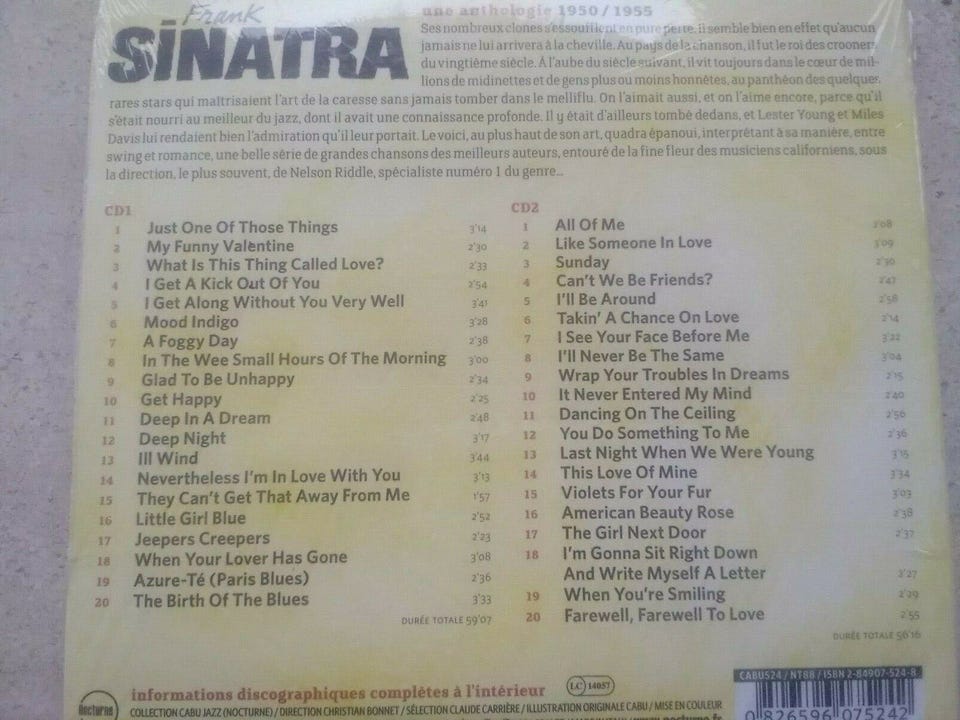 Frank
SINATRA
une anthologie 1950 / 1955
Ses nombreux clones s'essoufflent en pure perte, il semble bien en effet qu'aucun
jamais ne lui arrivera à la cheville. Au pays de la chanson, il fut le roi des crooners
du vingtième siècle. À l'aube du siècle suivant, il vit toujours dans le cœur de mil-
lions de midinettes et de gens plus ou moins honnêtes, au panthéon des quelques
rares stars qui maîtrisaient l'art de la caresse sans jamais tomber dans le melliflu. On l'aimait aussi, et on l'aime encore, parce qu'il
s'était nourri au meilleur du jazz, dont il avait une connaissance profonde. Il y était d'ailleurs tombé dedans, et Lester Young et Miles
Davis lui rendaient bien l'admiration qu'il leur portait. Le voici, au plus haut de son art, quadra épanoui, interprétant à sa manière, entre
swing et romance, une belle série de grandes chansons des meilleurs auteurs, entouré de la fine fleur des musiciens californiens, sous
la direction, le plus souvent, de Nelson Riddle, spécialiste numéro 1 du genre...
CD1
1 Just One Of Those Things 3'14
2 My Funny Valentine 2'30
3 What Is This Thing Called Love? 2'33
4 I Get A Kick Out Of You 2'54
5 I Get Along Without You Very Well 3'41
6 Mood Indigo 3'28
7 A Foggy Day 2'38
8 In The Wee Small Hours Of The Morning 3'00
9 Glad To Be Unhappy 2'34
10 Get Happy 2'25
11 Deep In A Dream 2'48
12 Deep Night 3'17
13 Ill Wind 3'44
14 Nevertheless I'm In Love With You 3'13
15 They Can't Get That Away From Me 1'57
16 Little Girl Blue 2'52
17 Jeepers Creepers 2'23
18 When Your Lover Has Gone 3'08
19 Azure-Té (Paris Blues) 2'36
20 The Birth Of The Blues 3'33
DURÉE TOTALE 59'07
CD2
1 All Of Me 2'08
2 Like Someone In Love 3'09
3 Sunday 2'30
4 Can't We Be Friends? 2'47
5 I'll Be Around 2'58
6 Takin' A Chance On Love 2'14
7 I See Your Face Before Me 3'22
8 I'll Never Be The Same 3'04
9 Wrap Your Troubles In Dreams 2'15
10 It Never Entered My Mind 2'40
11 Dancing On The Ceiling 2'56
12 You Do Something To Me 2'36
13 Last Night When We Were Young 3'15
14 This Love Of Mine 3'34
15 Violets For Your Fur 3'03
16 American Beauty Rose 2'38
17 The Girl Next Door 2'37
18 I'm Gonna Sit Right Down
And Write Myself A Letter 2'27
19 When You're Smiling 2'29
20 Farewell, Farewell To Love 2'55
DURÉE TOTALE 56'16
Nocturne
informations discographiques complètes à l'intérieur
LC 14057
COLLECTION CABU JAZZ (NOCTURNE) / DIRECTION CHRISTIAN BONNET / SÉLECTION CLAUDE CARRIÈRE / ILLUSTRATION ORIGINALE CABU / MISE EN COULEUR
CABUS24 / NT88 / ISBN 2-84907-524-8
0 826596 075242